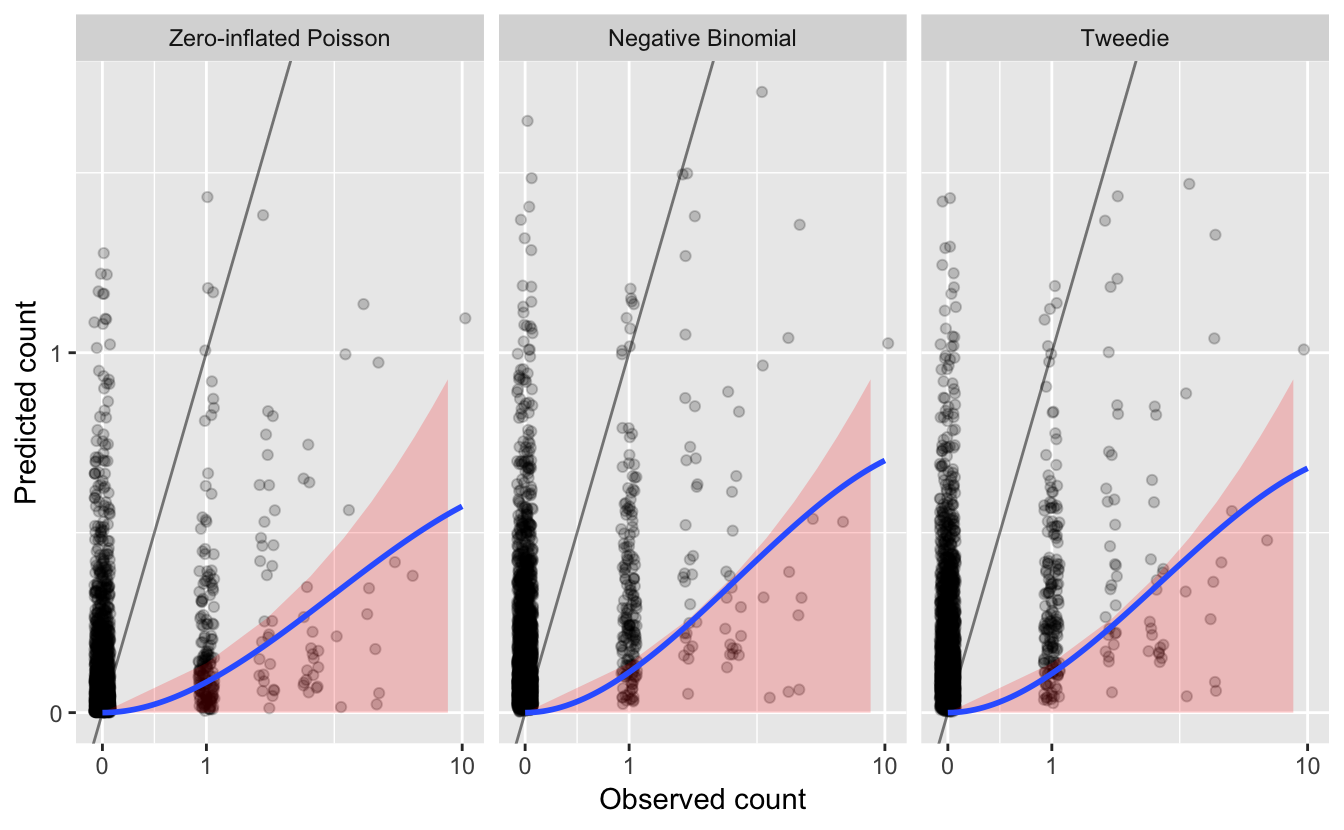 Zero-inflated Poisson
Negative Binomial
Tweedie
Predicted count
1
0
0 1 10
0 1 10
0 1 10
Observed count